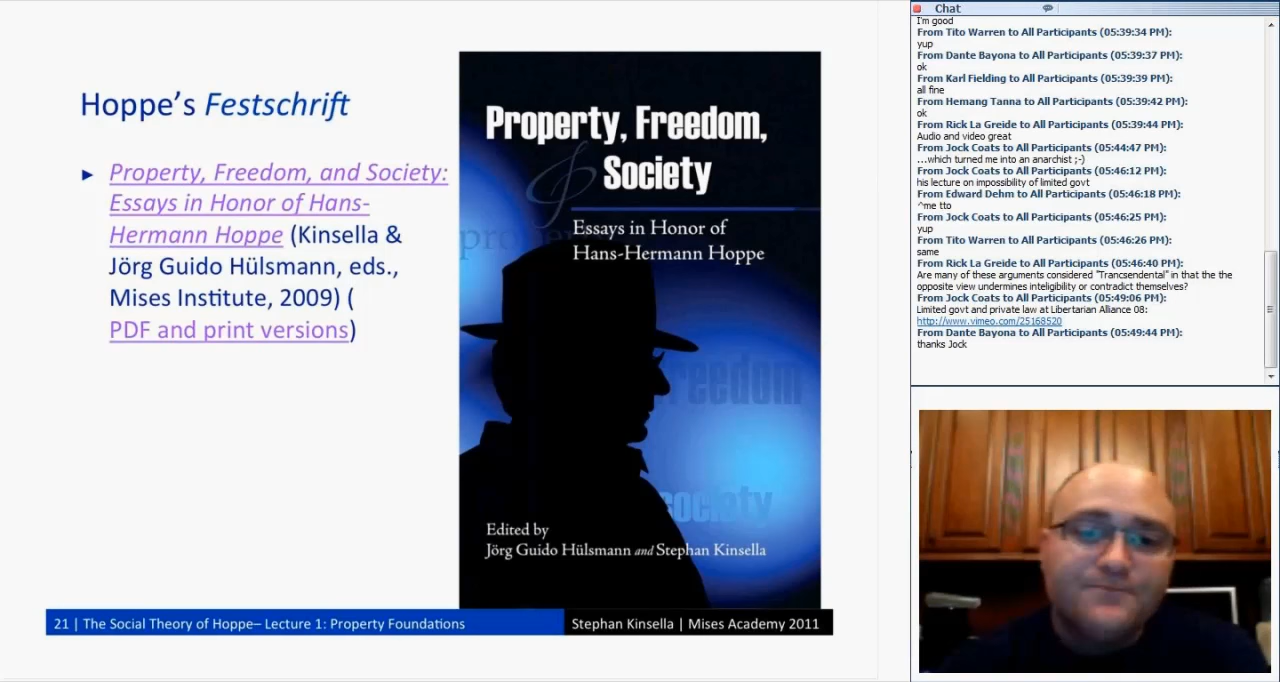 Hoppe's Festschrift
► Property, Freedom, and Society:
Essays in Honor of Hans-
Hermann Hoppe (Kinsella &
Jörg Guido Hülsmann, eds.,
Mises Institute, 2009) (
PDF and print versions)
Property, Freedom,
& Society
Essays in Honor of
Hans-Hermann Hoppe
freedom
society
Edited by
Jörg Guido Hülsmann and Stephan Kinsella
21 | The Social Theory of Hoppe– Lecture 1: Property Foundations
Stephan Kinsella | Mises Academy 2011
Chat
I'm good
From Tito Warren to All Participants (05:39:34 PM):
yup
From Dante Bayona to All Participants (05:39:37 PM):
ok
From Karl Fielding to All Participants (05:39:39 PM):
all fine
From Hemang Tanna to All Participants (05:39:42 PM):
ok
From Rick La Greide to All Participants (05:39:44 PM):
Audio and video great
From Jock Coats to All Participants (05:44:47 PM):
...which turned me into an anarchist ;-)
From Jock Coats to All Participants (05:46:12 PM):
his lecture on impossibility of limited govt
From Edward Dehm to All Participants (05:46:18 PM):
^me tto
From Jock Coats to All Participants (05:46:25 PM):
yup
From Tito Warren to All Participants (05:46:26 PM):
same
From Rick La Greide to All Participants (05:46:40 PM):
Are many of these arguments considered "Trancsendental" in that the the
opposite view undermines inteligibility or contradict themselves?
From Jock Coats to All Participants (05:49:06 PM):
Limited govt and private law at Libertarian Alliance 08:
http://www.vimeo.com/25168520
From Dante Bayona to All Participants (05:49:44 PM):
thanks Jock